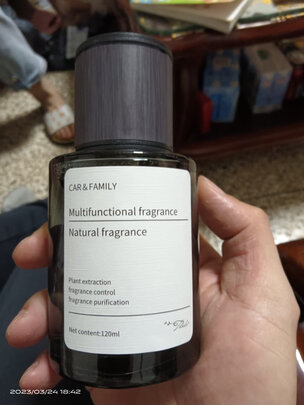 CAR & FAMILY
Multifunctional fragrance
Natural fragrance
Plant extraction
fragrance control
fragrance purification
Net content:120ml
2023/03/24 18:42